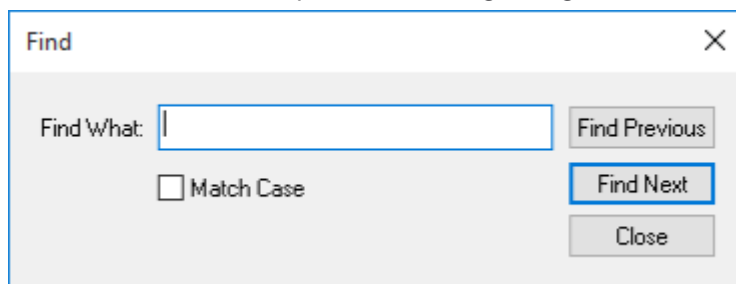 Find
Find What:
Find Previous
Match Case
Find Next
Close